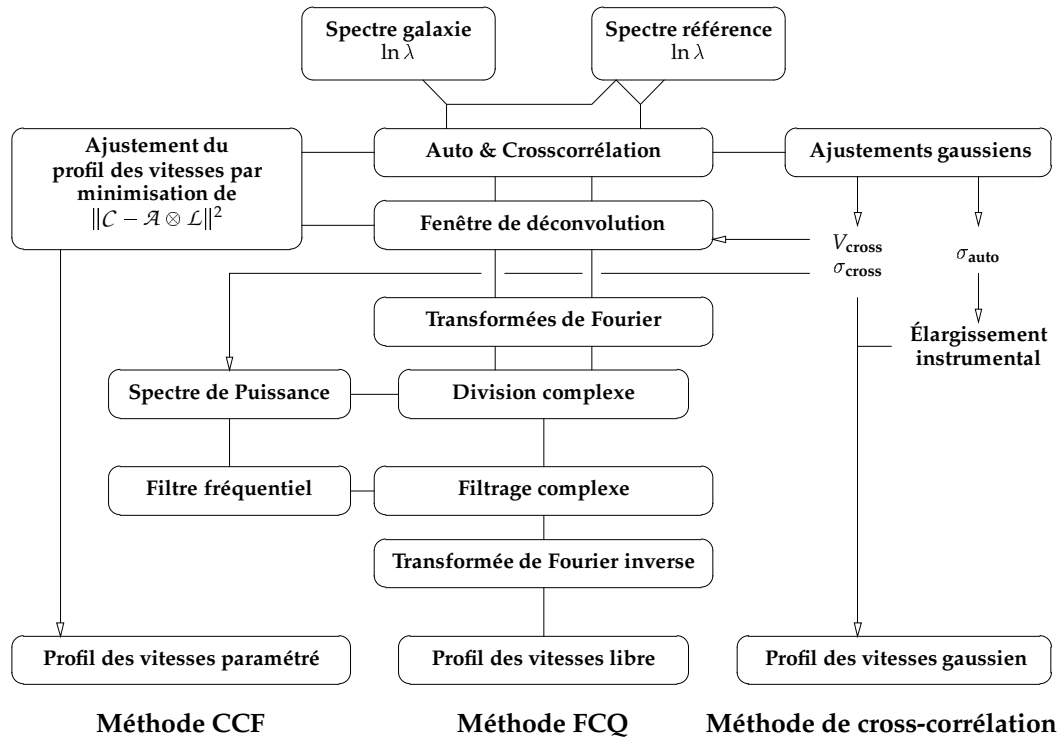 Spectre galaxie
ln λ
Spectre référence
ln λ
Ajustement du
profil des vitesses par
minimisation de
‖𝒞 − 𝒜 ⊗ ℒ‖²
Auto & Crosscorrélation
Ajustements gaussiens
Fenêtre de déconvolution
V_cross
σ_cross
σ_auto
Transformées de Fourier
Élargissement
instrumental
Spectre de Puissance
Division complexe
Filtre fréquentiel
Filtrage complexe
Transformée de Fourier inverse
Profil des vitesses paramétré
Profil des vitesses libre
Profil des vitesses gaussien
Méthode CCF
Méthode FCQ
Méthode de cross-corrélation